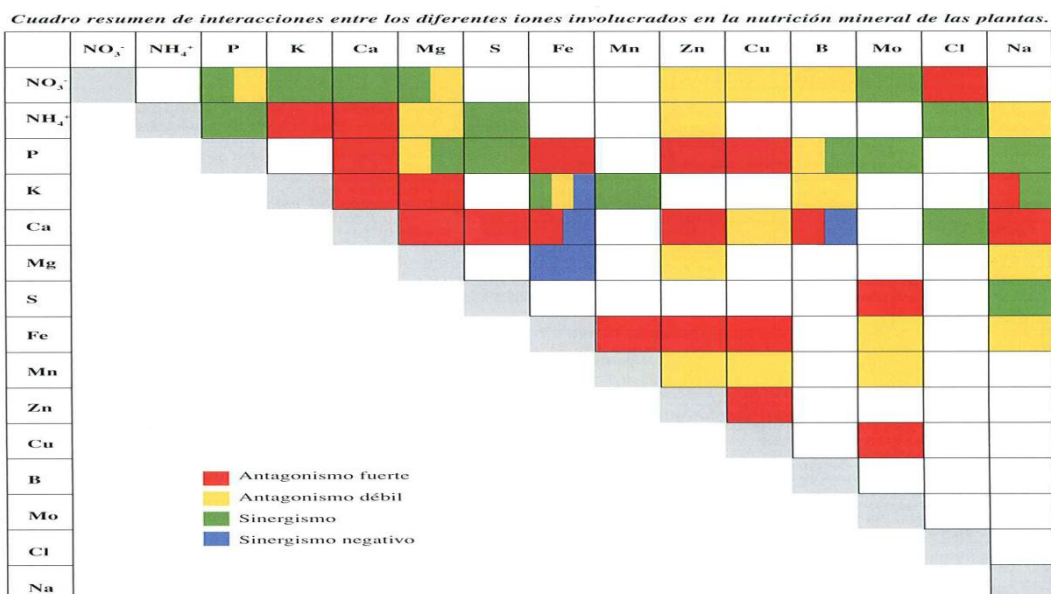 Cuadro resumen de interacciones entre los diferentes iones involucrados en la nutrición mineral de las plantas.
NO₃⁻ NH₄⁺ P K Ca Mg S Fe Mn Zn Cu B Mo Cl Na
NO₃⁻
NH₄⁺
P
K
Ca
Mg
S
Fe
Mn
Zn
Cu
B
Mo
Cl
Na
Antagonismo fuerte
Antagonismo débil
Sinergismo
Sinergismo negativo